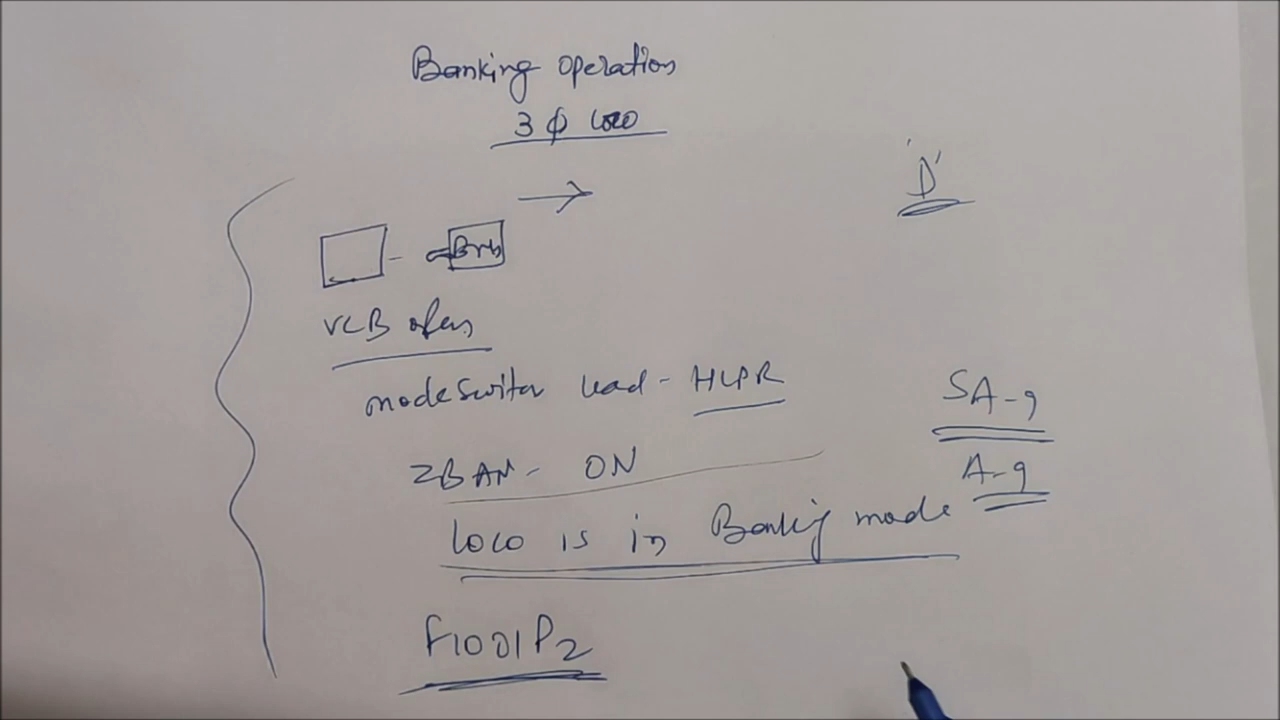 Banking operation
3 φ loco
'D'
VCB open
modeSwitch lead - HLPR
SA-9
ZBAN - ON
A-9
loco is in Banking mode
F1001P2